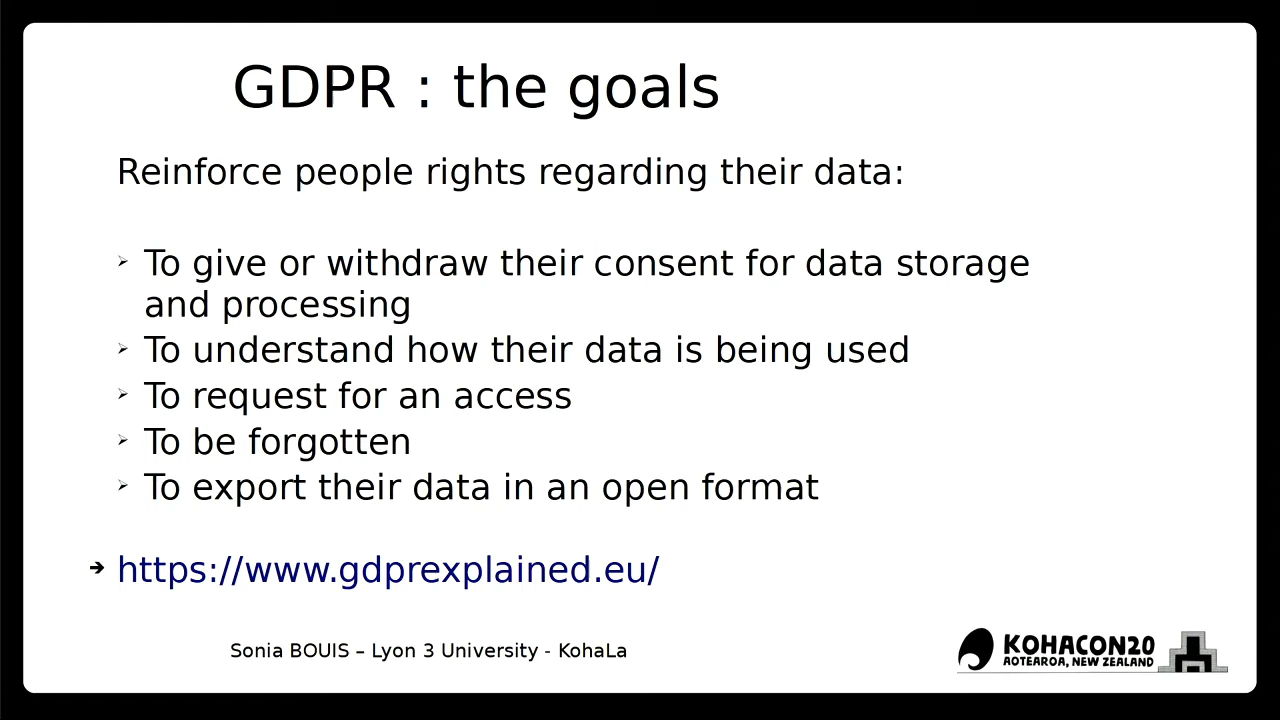 GDPR : the goals
Reinforce people rights regarding their data:
➢ To give or withdraw their consent for data storage
and processing
➢ To understand how their data is being used
➢ To request for an access
➢ To be forgotten
➢ To export their data in an open format
➔ https://www.gdprexplained.eu/
Sonia BOUIS – Lyon 3 University - KohaLa
KOHACON20
AOTEAROA, NEW ZEALAND